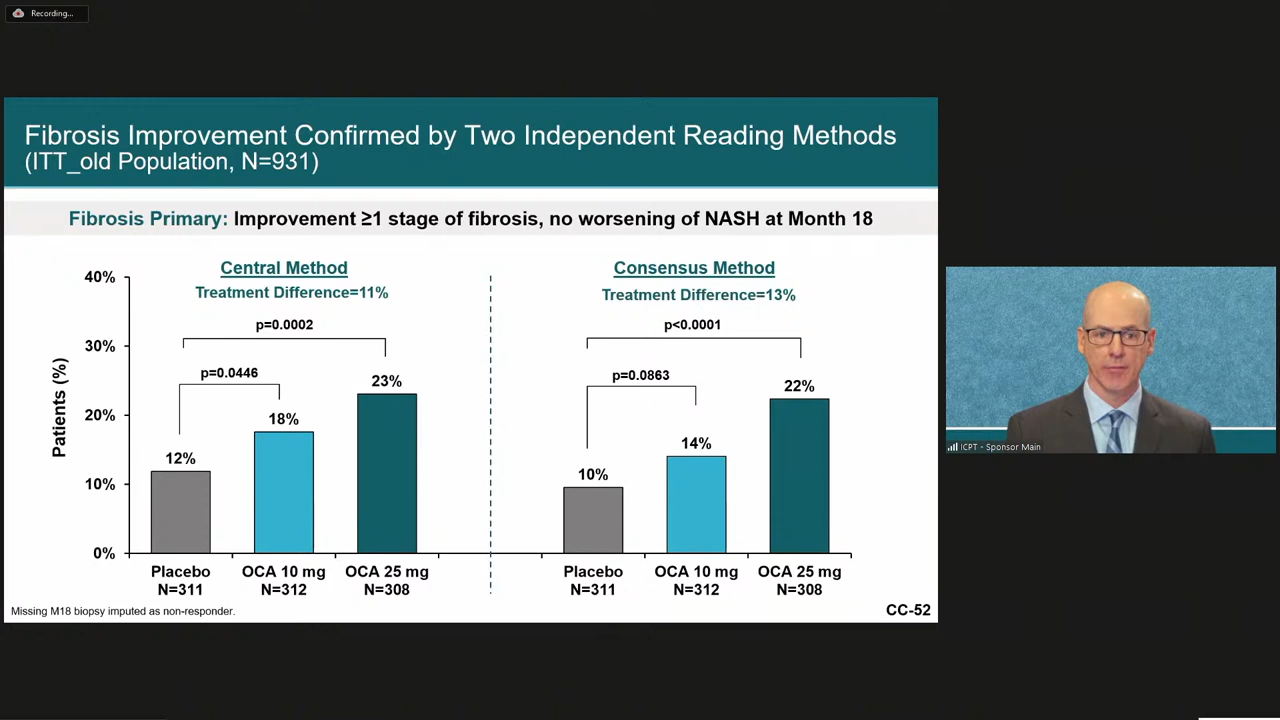 Recording...
Fibrosis Improvement Confirmed by Two Independent Reading Methods
(ITT_old Population, N=931)
Fibrosis Primary: Improvement ≥1 stage of fibrosis, no worsening of NASH at Month 18
Central Method
Treatment Difference=11%
Consensus Method
Treatment Difference=13%
Patients (%)
40%
30%
20%
10%
0%
p=0.0002
p=0.0446
12%
18%
23%
p<0.0001
p=0.0863
10%
14%
22%
Placebo
N=311
OCA 10 mg
N=312
OCA 25 mg
N=308
Placebo
N=311
OCA 10 mg
N=312
OCA 25 mg
N=308
Missing M18 biopsy imputed as non-responder.
CC-52
ICPT - Sponsor Main